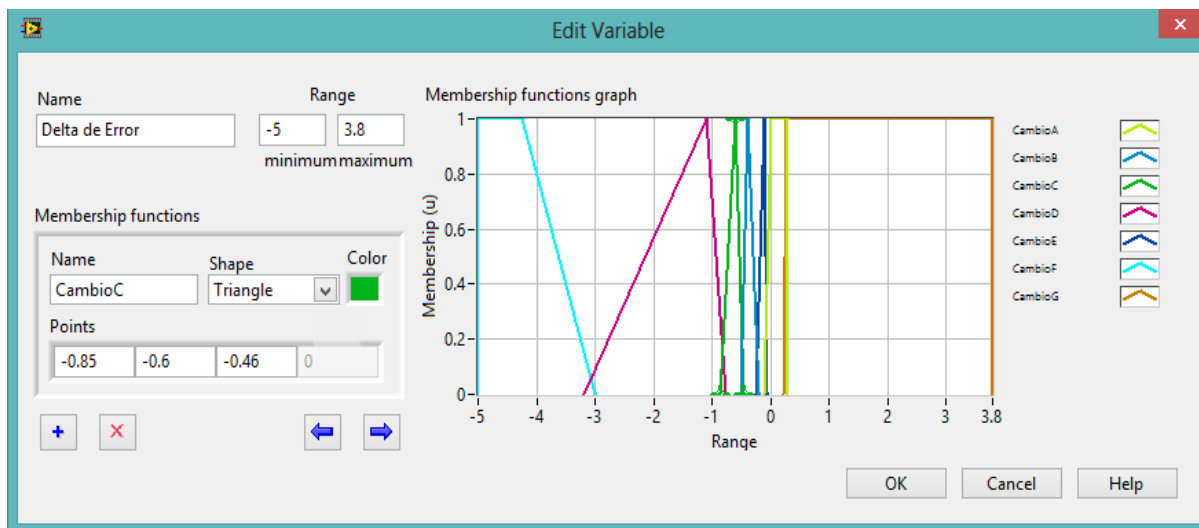 Edit Variable
x
Name
Range
Delta de Error
-5
3.8
minimum maximum
Membership functions
Name
Shape
Color
CambioC
Triangle
Points
-0.85
-0.6
-0.46
0
Membership functions graph
Membership (u)
1
0.8
0.6
0.4
0.2
0
-5
-4
-3
-2
-1
0
1
2
3
3.8
Range
CambioA
CambioB
CambioC
CambioD
CambioE
CambioF
CambioG
OK
Cancel
Help